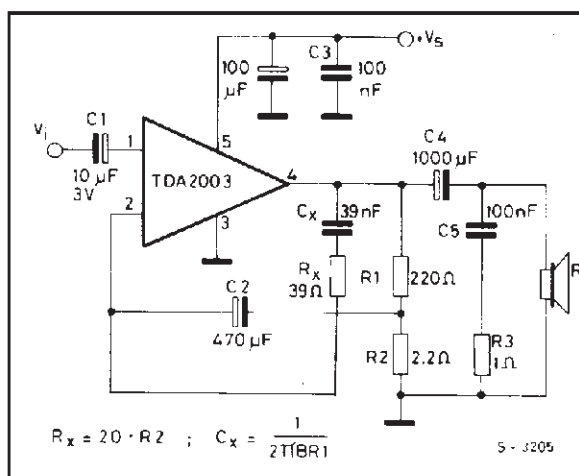 +Vs
100 µF
C3
100 nF
C1
Vi
10 µF
3V
1
2
5
TDA2003
4
3
C4
1000 µF
Cx
39nF
100nF
C5
Rx
39Ω
R1
220Ω
C2
470 µF
R2
2.2Ω
R3
1Ω
R
Rx = 20 · R2 ; Cx = 1 / 2πBR1
S - 3205